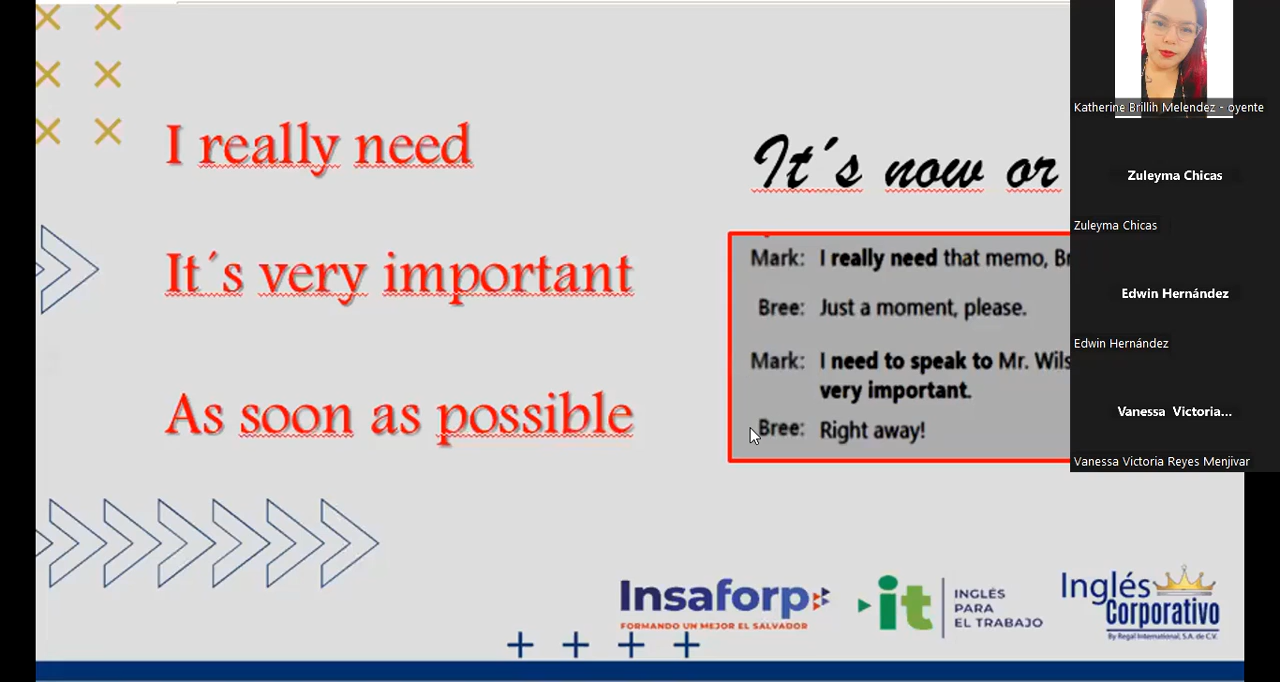 I really need
It´s very important
As soon as possible
It´s now or
Mark: I really need that memo,
Bree: Just a moment, please.
Mark: I need to speak to Mr.
very important.
Bree: Right away!
Insaforp
FORMANDO UN MEJOR EL SALVADOR
it
INGLÉS
PARA
EL TRABAJO
Inglés
Corporativo
By Regal International, S.A. de C.V.
Katherine Brillih Melendez - oyente
Zuleyma Chicas
Zuleyma Chicas
Edwin Hernández
Edwin Hernández
Vanessa Victoria...
Vanessa Victoria Reyes Menjivar